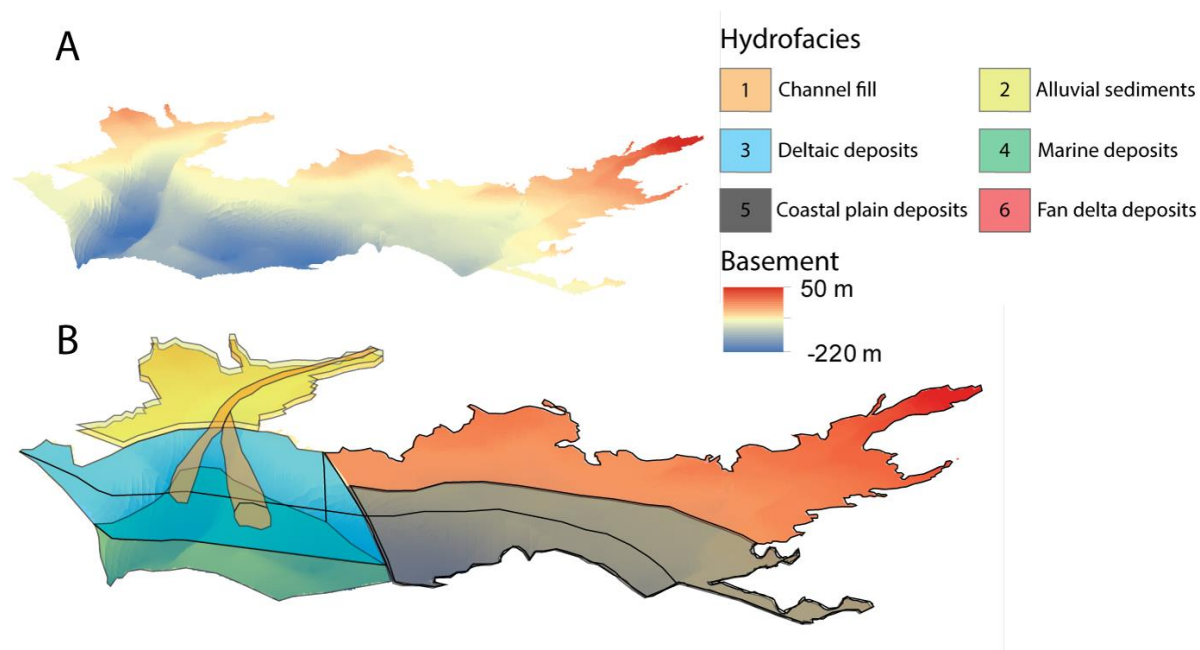 A
Hydrofacies
1 Channel fill
2 Alluvial sediments
3 Deltaic deposits
4 Marine deposits
5 Coastal plain deposits
6 Fan delta deposits
Basement
50 m
-220 m
B